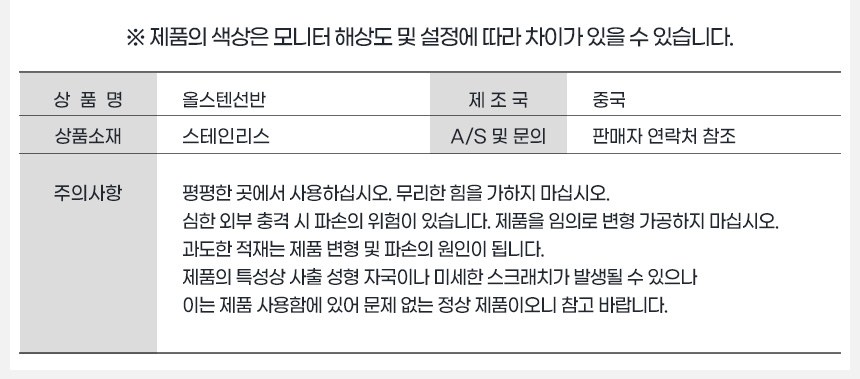 ※ 제품의 색상은 모니터 해상도 및 설정에 따라 차이가 있을 수 있습니다.
상 품 명 올스텐선반 제 조 국 중국
상품소재 스테인리스 A/S 및 문의 판매자 연락처 참조
주의사항 평평한 곳에서 사용하십시오. 무리한 힘을 가하지 마십시오.
심한 외부 충격 시 파손의 위험이 있습니다. 제품을 임의로 변형 가공하지 마십시오.
과도한 적재는 제품 변형 및 파손의 원인이 됩니다.
제품의 특성상 사출 성형 자국이나 미세한 스크래치가 발생될 수 있으나
이는 제품 사용함에 있어 문제 없는 정상 제품이오니 참고 바랍니다.